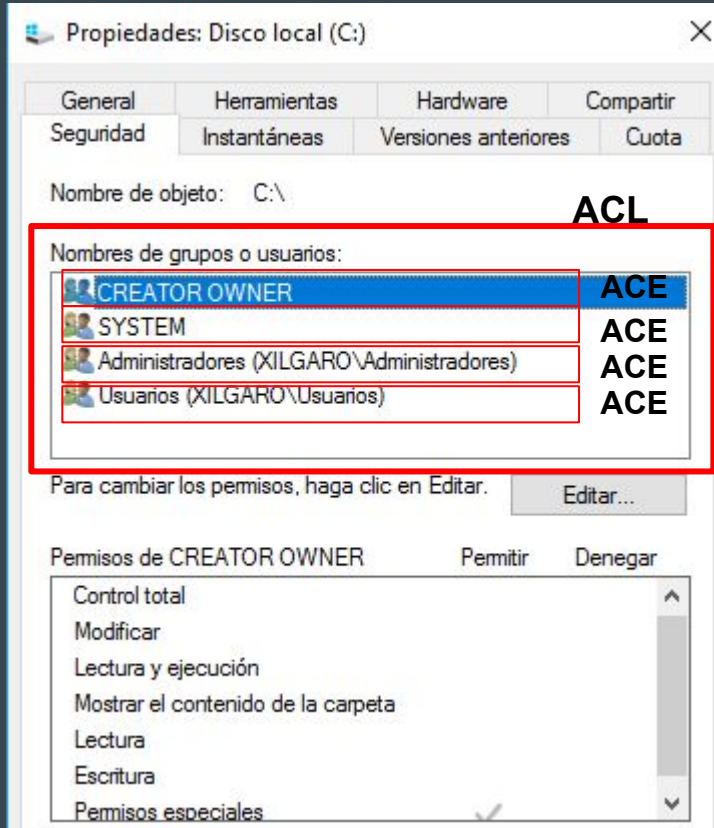 Propiedades: Disco local (C:)
General Herramientas Hardware Compartir
Seguridad Instantáneas Versiones anteriores Cuota
Nombre de objeto: C:\
ACL
Nombres de grupos o usuarios:
CREATOR OWNER ACE
SYSTEM ACE
Administradores (XILGARO\Administradores) ACE
Usuarios (XILGARO\Usuarios) ACE
Para cambiar los permisos, haga clic en Editar. Editar...
Permisos de CREATOR OWNER Permitir Denegar
Control total
Modificar
Lectura y ejecución
Mostrar el contenido de la carpeta
Lectura
Escritura
Permisos especiales